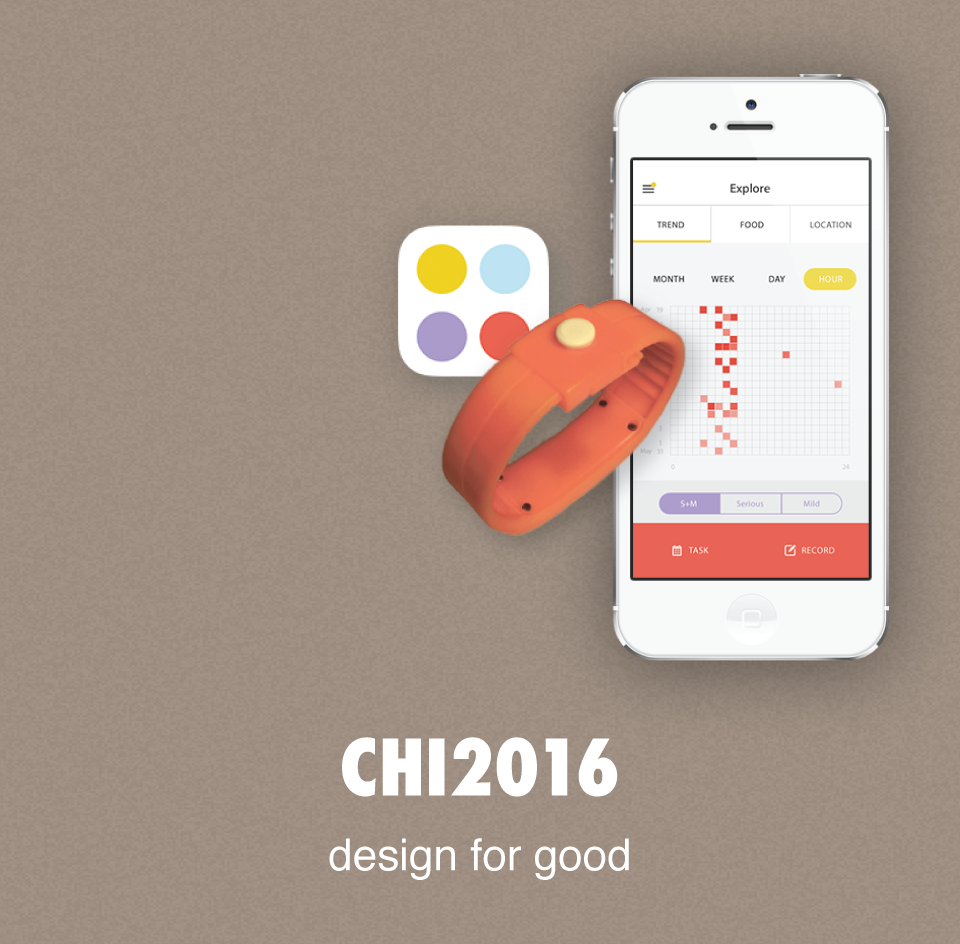 Explore
TREND FOOD LOCATION
MONTH WEEK DAY HOUR
0 24
S+M Serious Mild
TASK RECORD
CHI2016
design for good